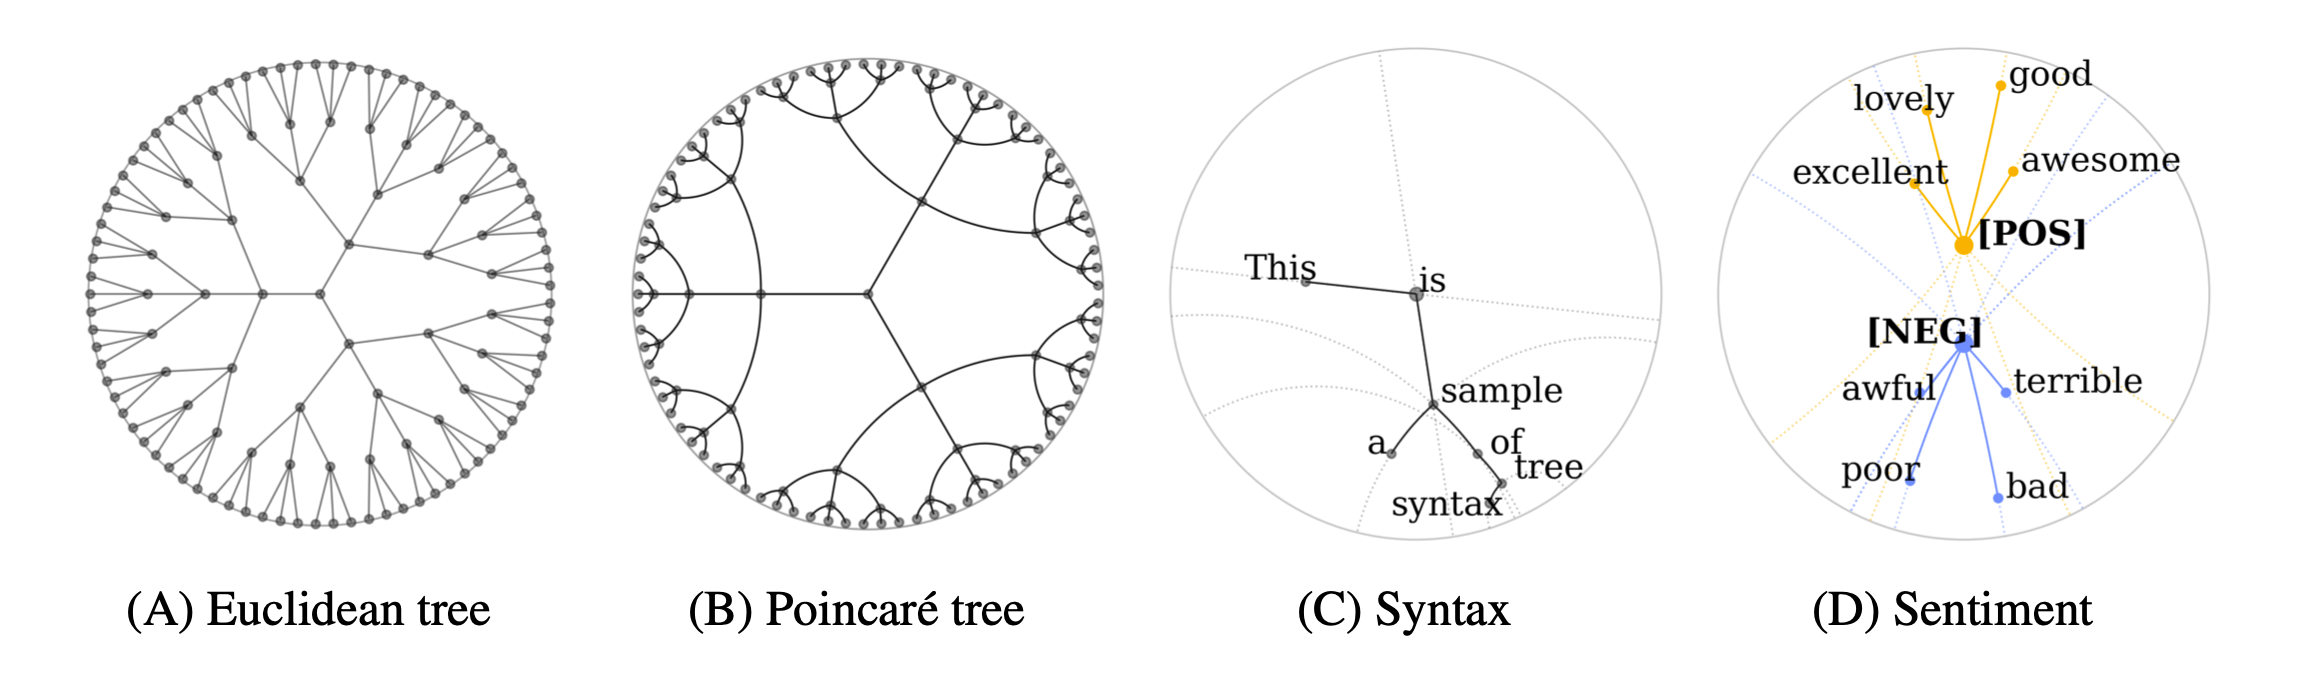 This
is
sample
a
of
tree
syntax
good
lovely
awesome
excellent
[POS]
[NEG]
awful
terrible
poor
bad
(A) Euclidean tree
(B) Poincaré tree
(C) Syntax
(D) Sentiment